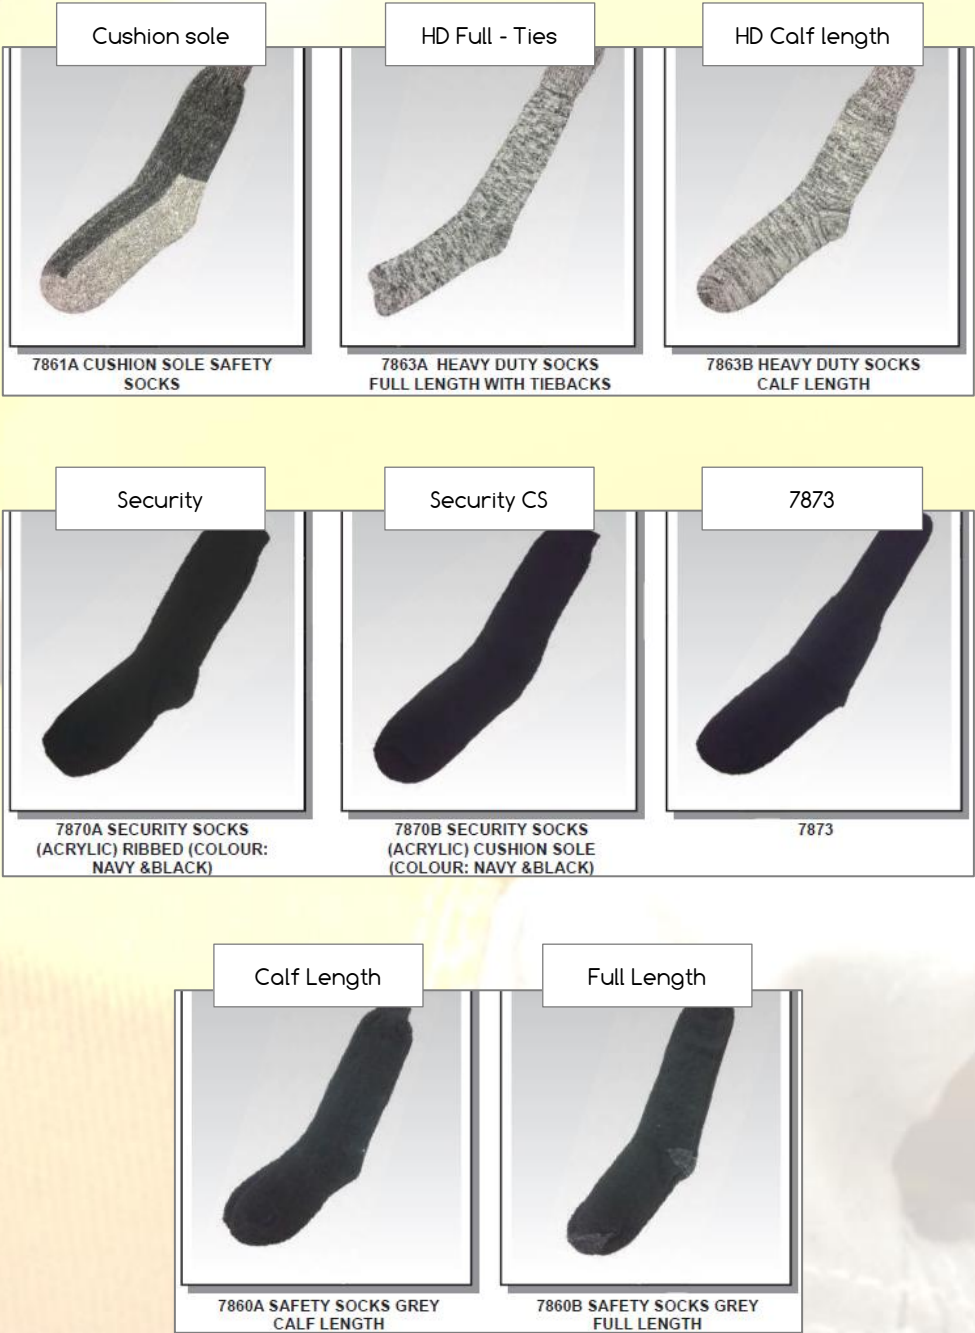 Cushion sole
HD Full - Ties
HD Calf length
7861A CUSHION SOLE SAFETY
SOCKS
7863A HEAVY DUTY SOCKS
FULL LENGTH WITH TIEBACKS
7863B HEAVY DUTY SOCKS
CALF LENGTH
Security
Security CS
7873
7870A SECURITY SOCKS
(ACRYLIC) RIBBED (COLOUR:
NAVY &BLACK)
7870B SECURITY SOCKS
(ACRYLIC) CUSHION SOLE
(COLOUR: NAVY &BLACK)
7873
Calf Length
Full Length
7860A SAFETY SOCKS GREY
CALF LENGTH
7860B SAFETY SOCKS GREY
FULL LENGTH